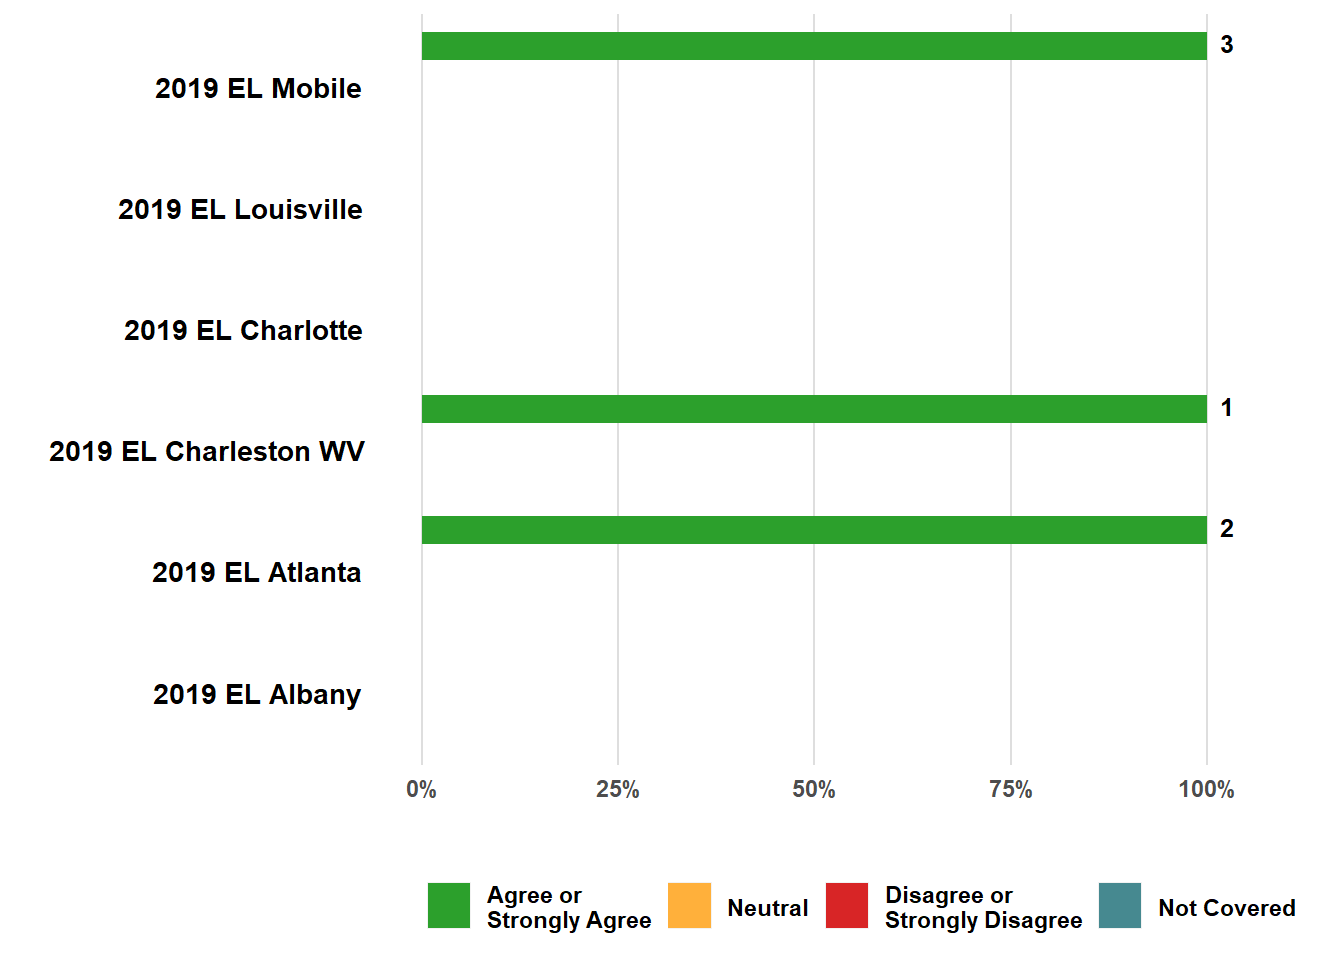 3
2019 EL Mobile
2019 EL Louisville
2019 EL Charlotte
1
2019 EL Charleston WV
2
2019 EL Atlanta
2019 EL Albany
0% 25% 50% 75% 100%
Agree or
Strongly Agree
Neutral
Disagree or
Strongly Disagree
Not Covered